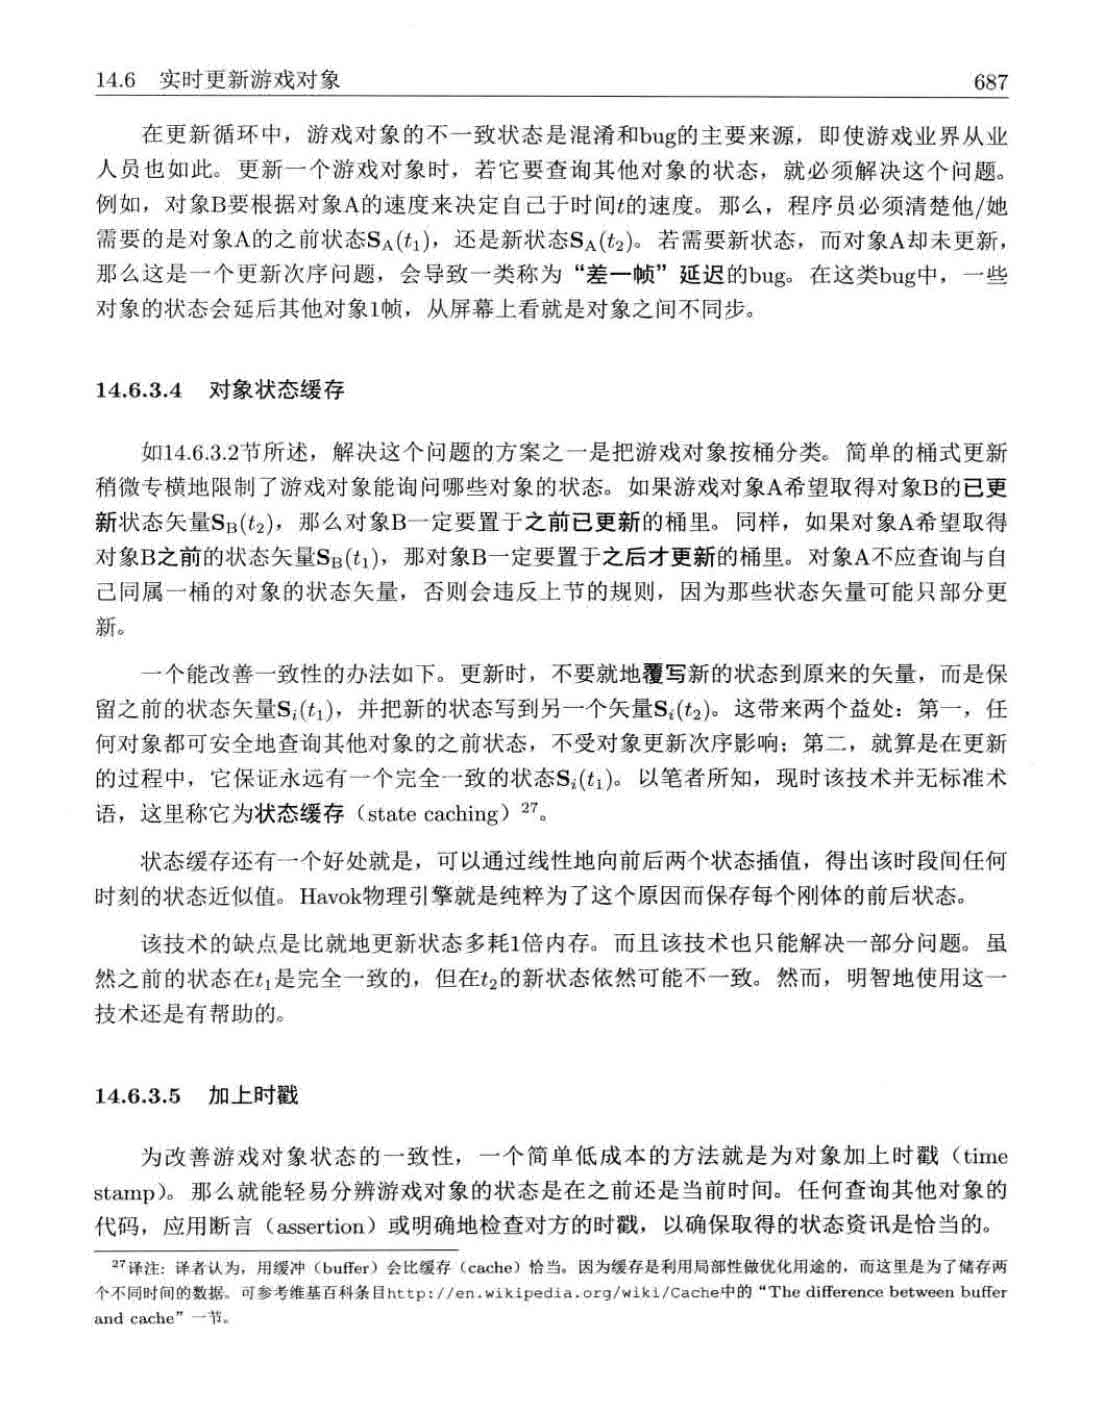 14.6 实时更新游戏对象 687
在更新循环中，游戏对象的不一致状态是混淆和bug的主要来源，即使游戏业界从业
人员也如此。更新一个游戏对象时，若它要查询其他对象的状态，就必须解决这个问题。
例如，对象B要根据对象A的速度来决定自己于时间t的速度。那么，程序员必须清楚他/她
需要的是对象A的之前状态S_A(t₁)，还是新状态S_A(t₂)。若需要新状态，而对象A却未更新，
那么这是一个更新次序问题，会导致一类称为“差一帧”延迟的bug。在这类bug中，一些
对象的状态会延后其他对象1帧，从屏幕上看就是对象之间不同步。
14.6.3.4 对象状态缓存
如14.6.3.2节所述，解决这个问题的方案之一是把游戏对象按桶分类。简单的桶式更新
稍微专横地限制了游戏对象能询问哪些对象的状态。如果游戏对象A希望取得对象B的已更
新状态矢量S_B(t₂)，那么对象B一定要置于之前已更新的桶里。同样，如果对象A希望取得
对象B之前的状态矢量S_B(t₁)，那对象B一定要置于之后才更新的桶里。对象A不应查询与自
己同属一桶的对象的状态矢量，否则会违反上节的规则，因为那些状态矢量可能只部分更
新。
一个能改善一致性的办法如下。更新时，不要就地覆写新的状态到原来的矢量，而是保
留之前的状态矢量S_i(t₁)，并把新的状态写到另一个矢量S_i(t₂)。这带来两个益处：第一，任
何对象都可安全地查询其他对象的之前状态，不受对象更新次序影响；第二，就算是在更新
的过程中，它保证永远有一个完全一致的状态S_i(t₁)。以笔者所知，现时该技术并无标准术
语，这里称它为状态缓存（state caching）²⁷。
状态缓存还有一个好处就是，可以通过线性地向前后两个状态插值，得出该时段间任何
时刻的状态近似值。Havok物理引擎就是纯粹为了这个原因而保存每个刚体的前后状态。
该技术的缺点是比就地更新状态多耗1倍内存。而且该技术也只能解决一部分问题。虽
然之前的状态在t₁是完全一致的，但在t₂的新状态依然可能不一致。然而，明智地使用这一
技术还是有帮助的。
14.6.3.5 加上时戳
为改善游戏对象状态的一致性，一个简单低成本的方法就是为对象加上时戳（time
stamp）。那么就能轻易分辨游戏对象的状态是在之前还是当前时间。任何查询其他对象的
代码，应用断言（assertion）或明确地检查对方的时戳，以确保取得的状态资讯是恰当的。
²⁷译注：译者认为，用缓冲（buffer）会比缓存（cache）恰当。因为缓存是利用局部性做优化用途的，而这里是为了储存两
个不同时间的数据。可参考维基百科条目http://en.wikipedia.org/wiki/Cache中的“The difference between buffer
and cache”一节。